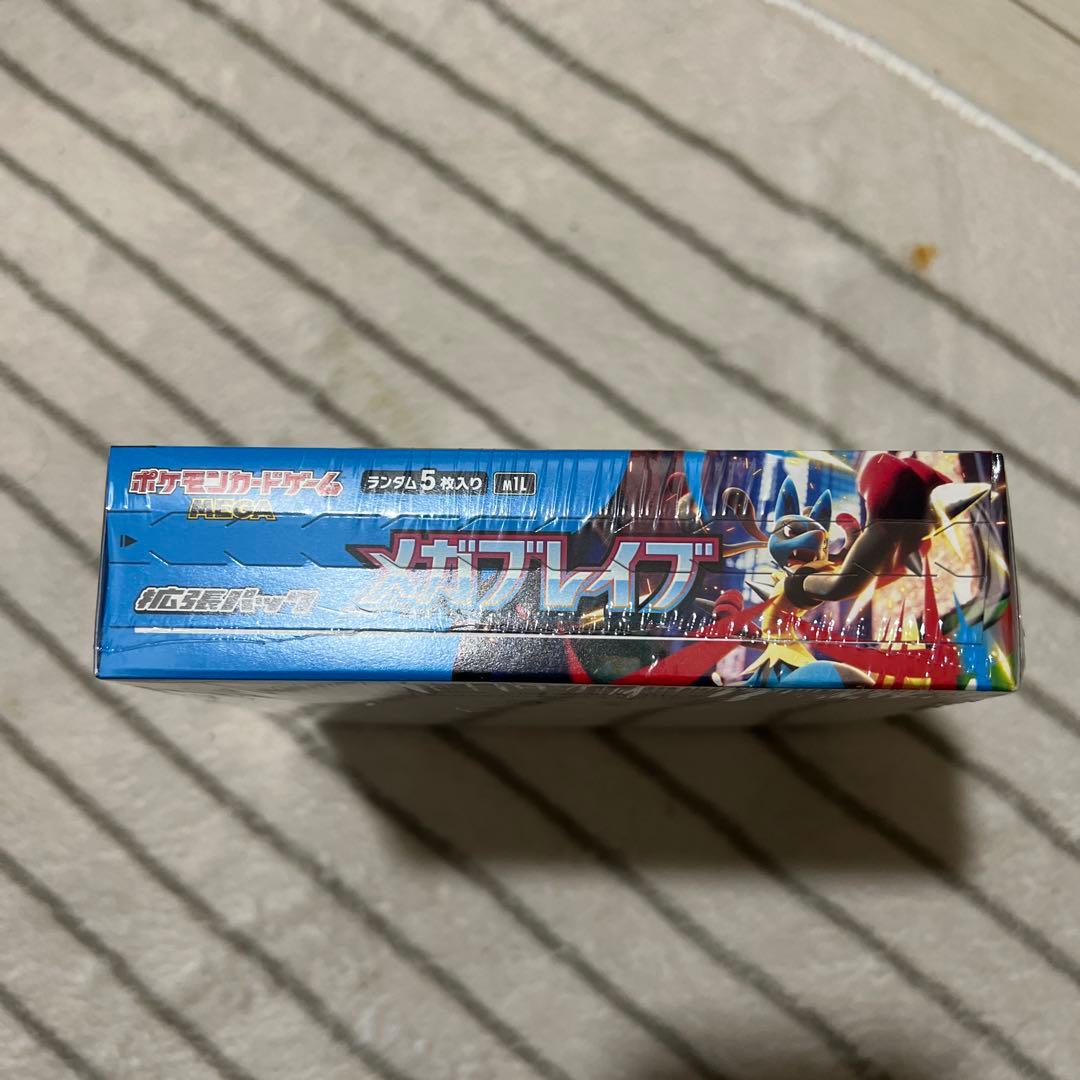 ポケモンカードゲーム
MEGA
ランダム5枚入り
M1L
メガブレイブ
拡張パック